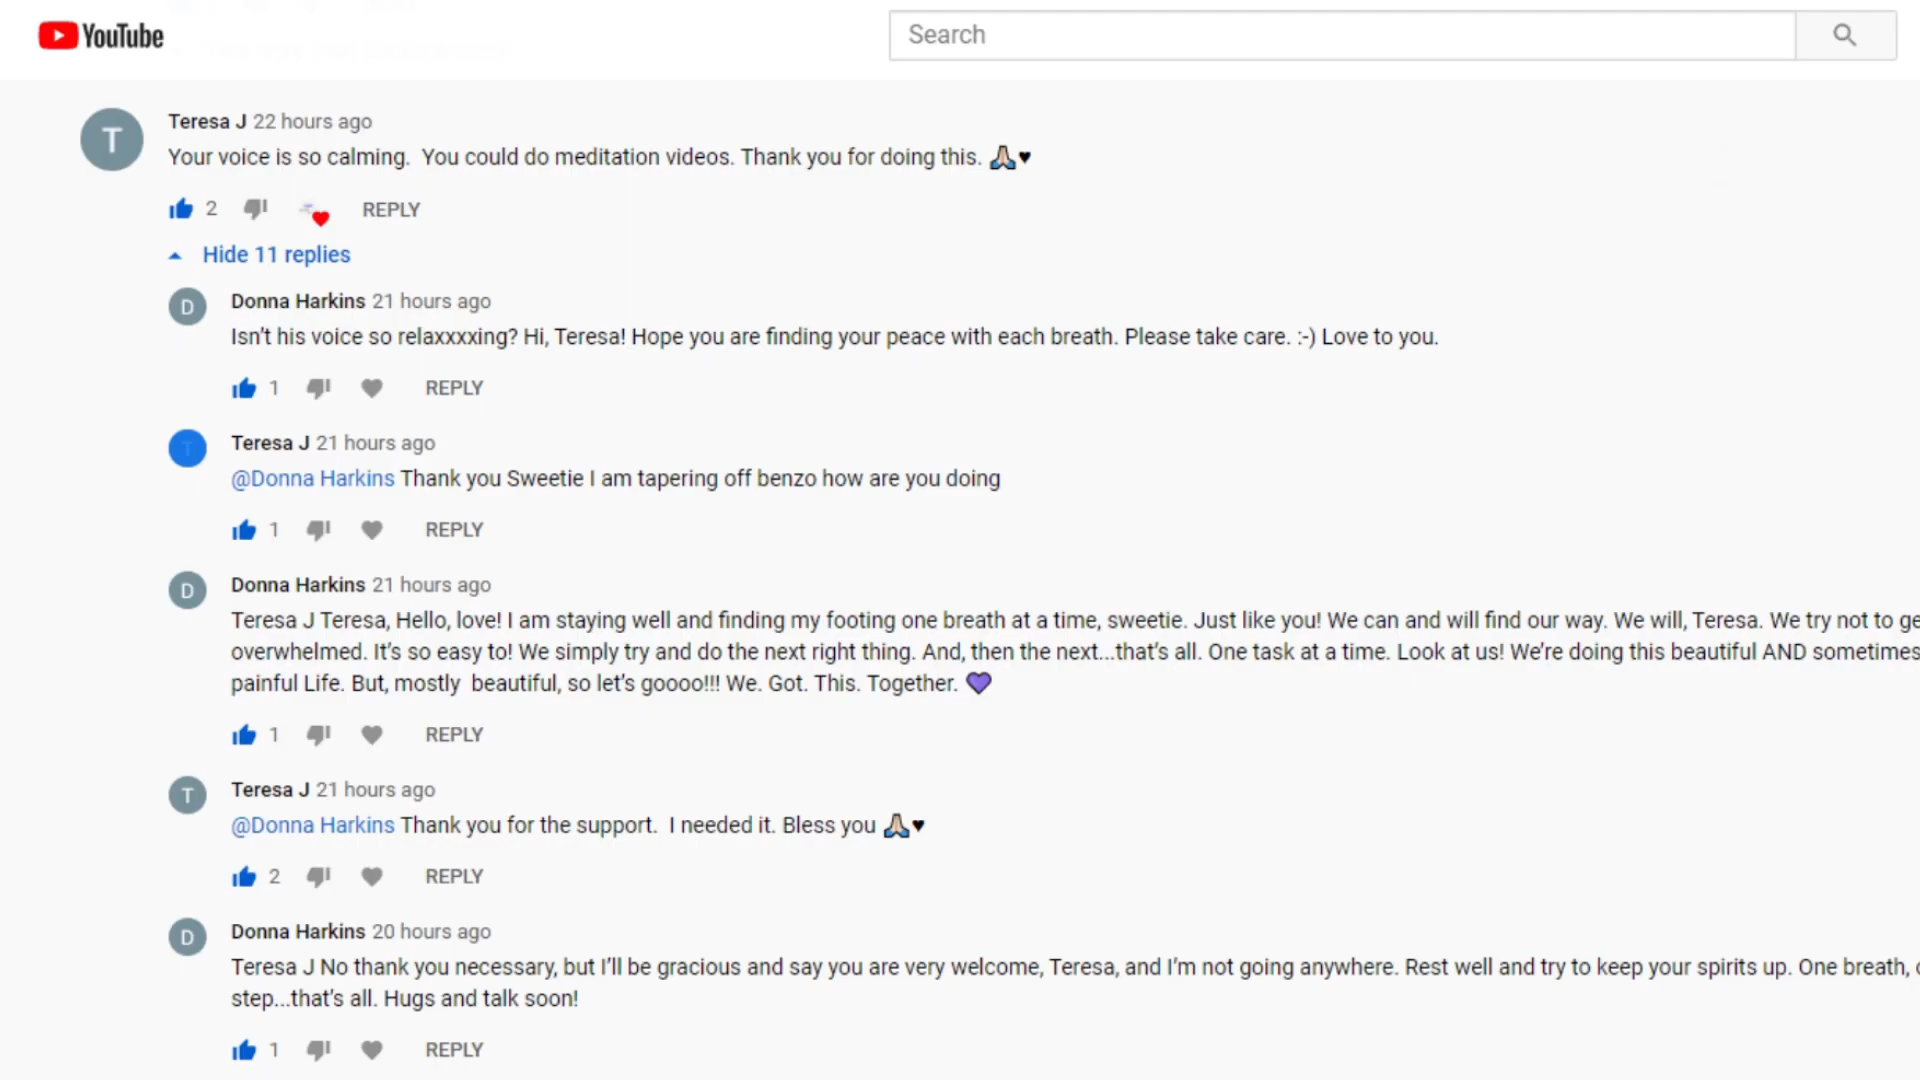 YouTube
Search
T
Teresa J 22 hours ago
Your voice is so calming.  You could do meditation videos. Thank you for doing this. 🙏🏻♥
2 REPLY
Hide 11 replies
D
Donna Harkins 21 hours ago
Isn't his voice so relaxxxxing? Hi, Teresa! Hope you are finding your peace with each breath. Please take care. :-) Love to you.
1 REPLY
T
Teresa J 21 hours ago
@Donna Harkins Thank you Sweetie I am tapering off benzo how are you doing
1 REPLY
D
Donna Harkins 21 hours ago
Teresa J Teresa, Hello, love! I am staying well and finding my footing one breath at a time, sweetie. Just like you! We can and will find our way. We will, Teresa. We try not to ge
overwhelmed. It's so easy to! We simply try and do the next right thing. And, then the next...that's all. One task at a time. Look at us! We're doing this beautiful AND sometimes
painful Life. But, mostly  beautiful, so let's goooo!!! We. Got. This. Together. 💜
1 REPLY
T
Teresa J 21 hours ago
@Donna Harkins Thank you for the support.  I needed it. Bless you 🙏🏻♥
2 REPLY
D
Donna Harkins 20 hours ago
Teresa J No thank you necessary, but I'll be gracious and say you are very welcome, Teresa, and I'm not going anywhere. Rest well and try to keep your spirits up. One breath,
step...that's all. Hugs and talk soon!
1 REPLY